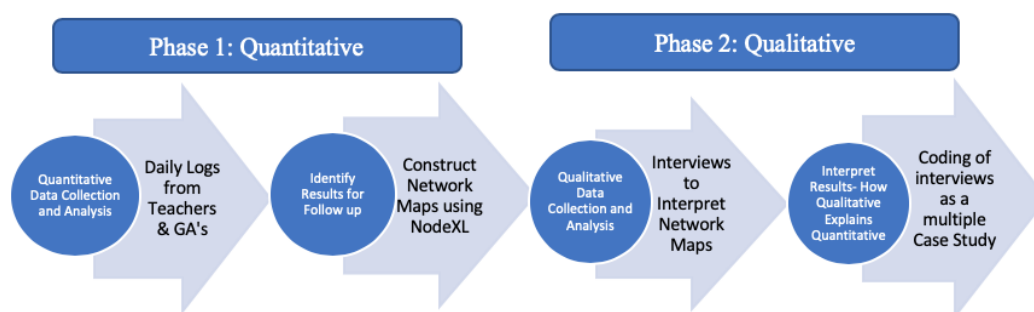 Phase 1: Quantitative
Phase 2: Qualitative
Quantitative
Data Collection
and Analysis
Daily Logs
from
Teachers
& GA's
Identify
Results for
Follow up
Construct
Network
Maps using
NodeXL
Qualitative
Data
Collection and
Analysis
Interviews
to
Interpret
Network
Maps
Interpret
Results- How
Qualitative
Explains
Quantitative
Coding of
interviews
as a
multiple
Case Study